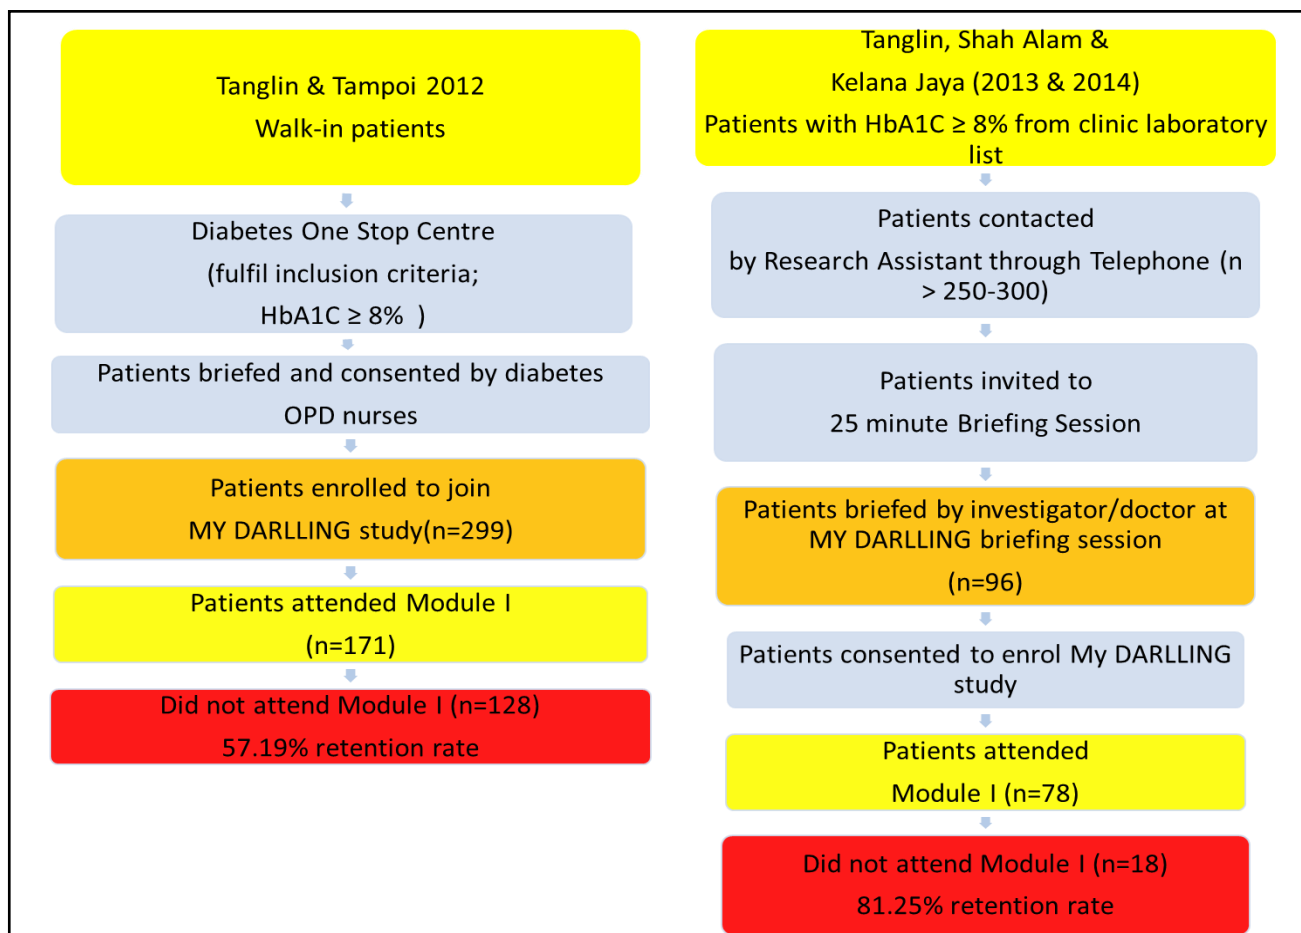 Tanglin & Tampoi 2012
Walk-in patients
Diabetes One Stop Centre
(fulfil inclusion criteria;
HbA1C ≥ 8%  )
Patients briefed and consented by diabetes
OPD nurses
Patients enrolled to join
MY DARLLING study(n=299)
Patients attended Module I
(n=171)
Did not attend Module I (n=128)
57.19% retention rate
Tanglin, Shah Alam &
Kelana Jaya (2013 & 2014)
Patients with HbA1C ≥ 8% from clinic laboratory
list
Patients contacted
by Research Assistant through Telephone (n
> 250-300)
Patients invited to
25 minute Briefing Session
Patients briefed by investigator/doctor at
MY DARLLING briefing session
(n=96)
Patients consented to enrol My DARLLING
study
Patients attended
Module I (n=78)
Did not attend Module I (n=18)
81.25% retention rate